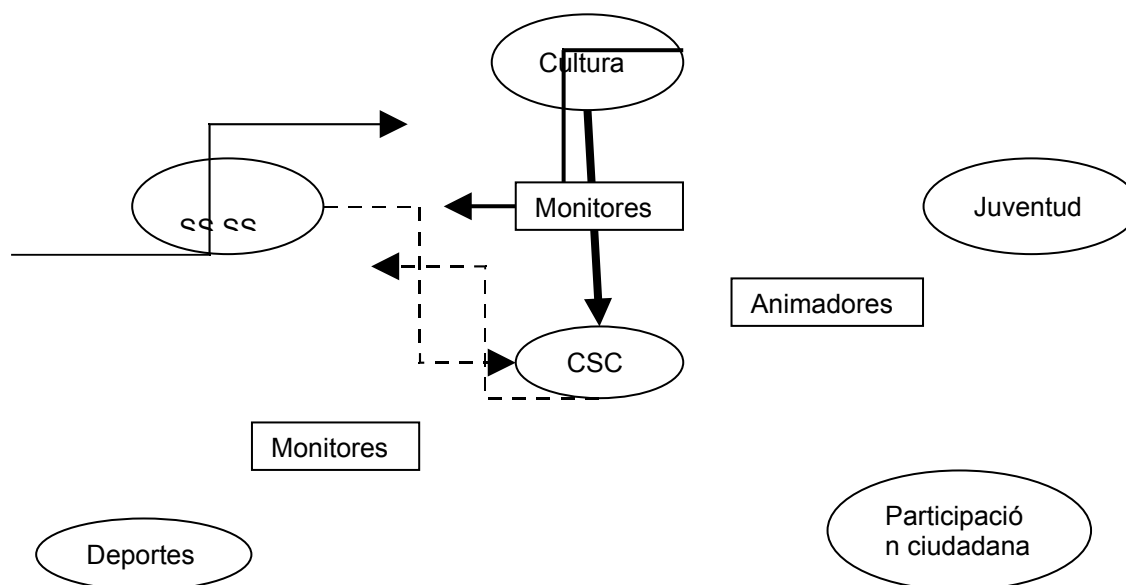 Cultura
Monitores
Juventud
Animadores
CSC
Monitores
Participació
n ciudadana
Deportes